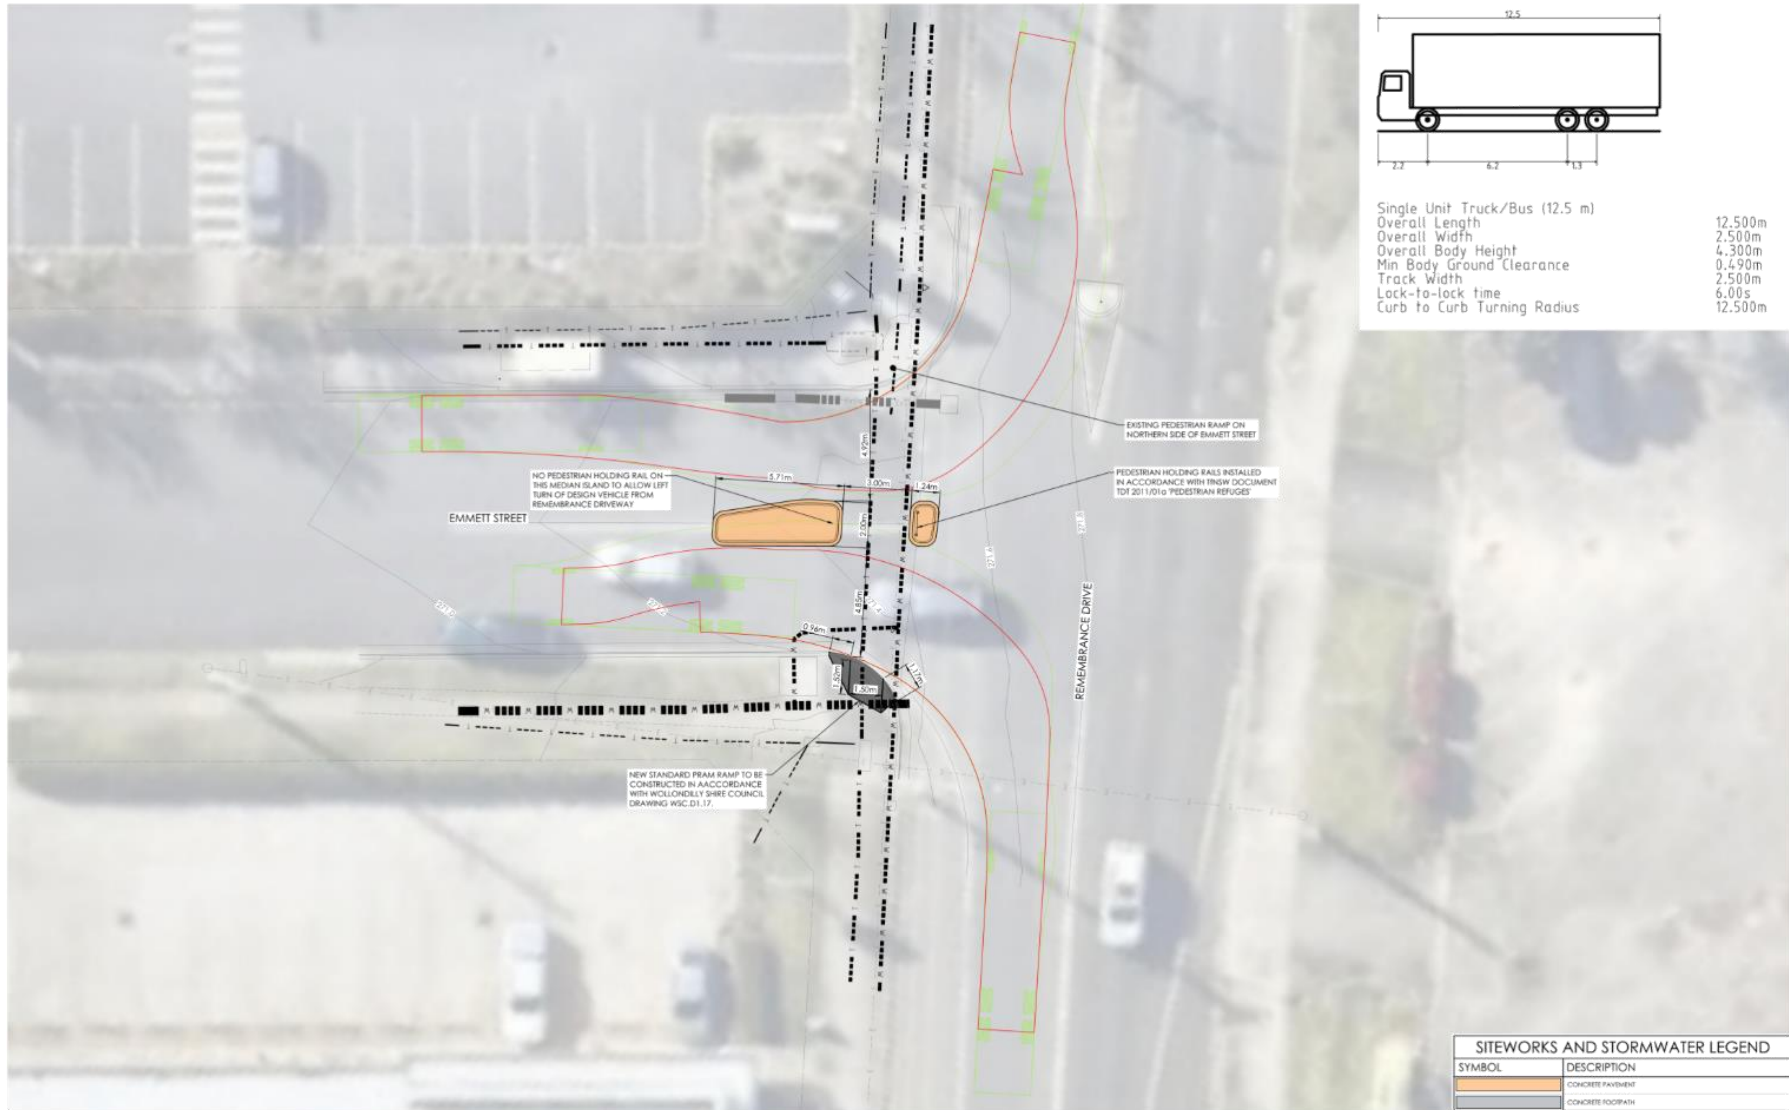 12.5
2.2
6.2
1.3
Single Unit Truck/Bus (12.5 m)
Overall Length 12.500m
Overall Width 2.500m
Overall Body Height 4.300m
Min Body Ground Clearance 0.490m
Track Width 2.500m
Lock-to-lock time 6.00s
Curb to Curb Turning Radius 12.500m
EXISTING PEDESTRIAN RAMP ON
NORTHERN SIDE OF EMMETT STREET
4.92m
NO PEDESTRIAN HOLDING RAIL ON
THIS MEDIAN ISLAND TO ALLOW LEFT
TURN OF DESIGN VEHICLE FROM
REMEMBRANCE DRIVEWAY
5.71m
3.00m
1.24m
PEDESTRIAN HOLDING RAILS INSTALLED
IN ACCORDANCE WITH TfNSW DOCUMENT
TDT 2011/01a 'PEDESTRIAN REFUGES'
EMMETT STREET
2.00m
4.85m
REMEMBRANCE DRIVE
0.96m
1.52m
1.50m
1.17m
NEW STANDARD PRAM RAMP TO BE
CONSTRUCTED IN AACCORDANCE
WITH WOLLONDILLY SHIRE COUNCIL
DRAWING WSC.D1.17.
SITEWORKS AND STORMWATER LEGEND
SYMBOL DESCRIPTION
CONCRETE PAVEMENT
CONCRETE FOOTPATH